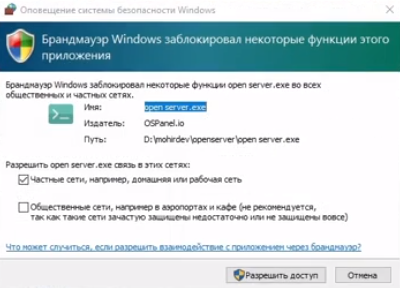 Оповещение системы безопасности Windows
Брандмауэр Windows заблокировал некоторые функции этого
приложения
Брандмауэр Windows заблокировал некоторые функции open server.exe во всех
общественных и частных сетях.
Имя: open server.exe
Издатель: OSPanel.io
Путь: D:\mohirdev\openserver\open server.exe
Разрешить open server.exe связь в этих сетях:
Частные сети, например, домашняя или рабочая сеть
Общественные сети, например в аэропортах и кафе (не рекомендуется,
так как такие сети зачастую защищены недостаточно или не защищены вовсе)
Что может случиться, если разрешить взаимодействие с приложением через брандмауэр?
Разрешить доступ
Отмена